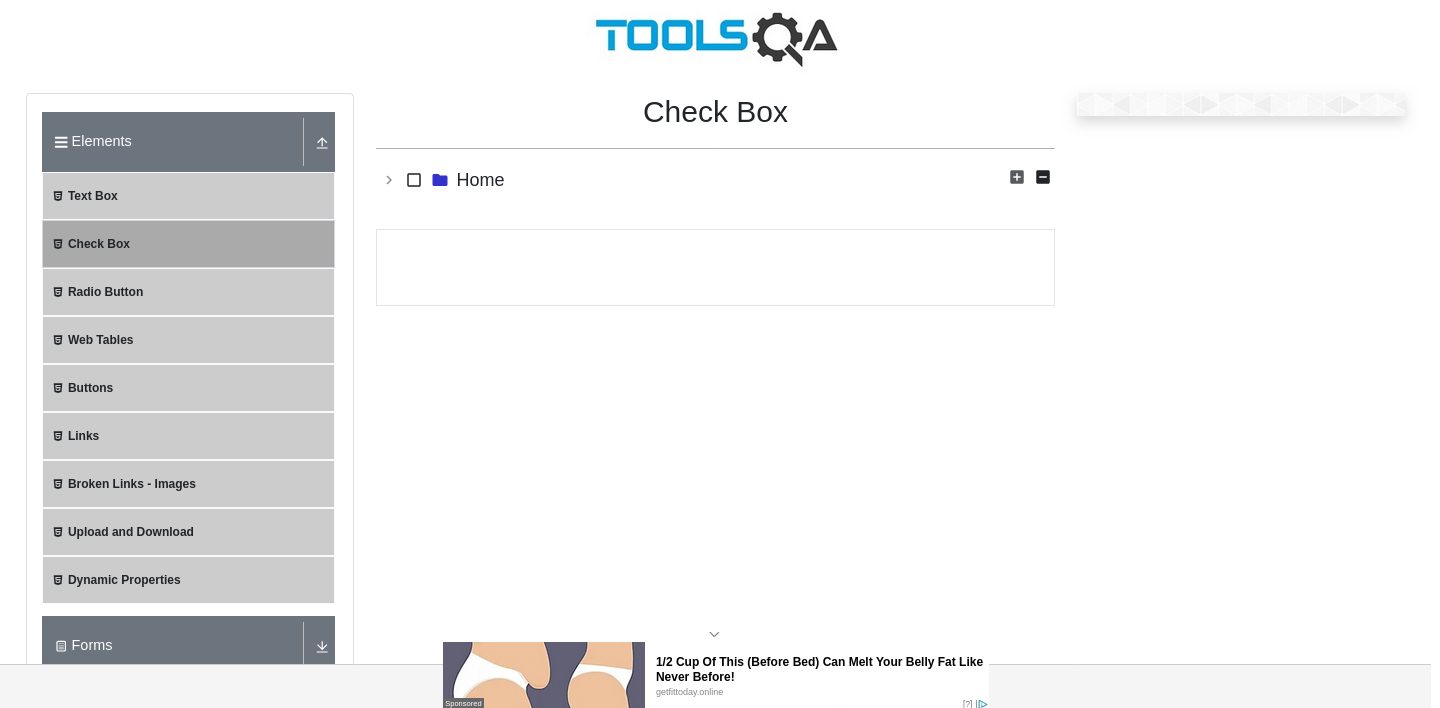 TOOLSQA
Elements
Text Box
Check Box
Radio Button
Web Tables
Buttons
Links
Broken Links - Images
Upload and Download
Dynamic Properties
Forms
Check Box
Home
Sponsored
1/2 Cup Of This (Before Bed) Can Melt Your Belly Fat Like
Never Before!
getfittoday.online
[?]